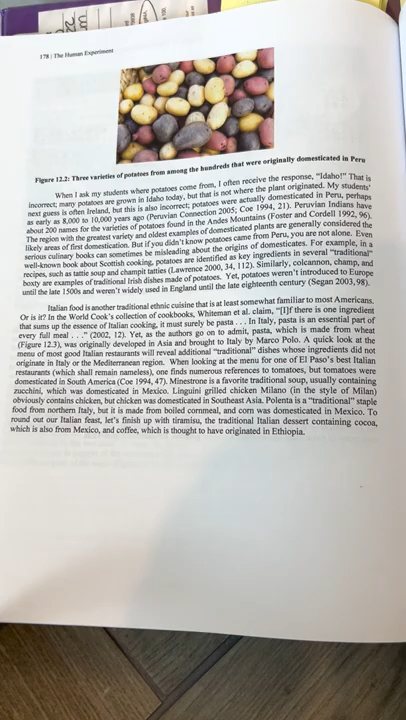 178 | The Human Experiment
Figure 12.2: Three varieties of potatoes from among the hundreds that were originally domesticated in Peru
When I ask my students where potatoes come from, I often receive the response, "Idaho!" That is
incorrect; many potatoes are grown in Idaho today, but that is not where the plant originated. My students'
next guess is often Ireland, but this is also incorrect; potatoes were actually domesticated in Peru, perhaps
as early as 8,000 to 10,000 years ago (Peruvian Connection 2005; Coe 1994, 21). Peruvian Indians have
about 200 names for the varieties of potatoes found in the Andes Mountains (Foster and Cordell 1992, 96).
The region with the greatest variety and oldest examples of domesticated plants are generally considered the
likely areas of first domestication. But if you didn't know potatoes came from Peru, you are not alone. Even
serious culinary books can sometimes be misleading about the origins of domesticates. For example, in a
well-known book about Scottish cooking, potatoes are identified as key ingredients in several "traditional"
recipes, such as tattie soup and champit tatties (Lawrence 2000, 34, 112). Similarly, colcannon, champ, and
boxty are examples of traditional Irish dishes made of potatoes. Yet, potatoes weren't introduced to Europe
until the late 1500s and weren't widely used in England until the late eighteenth century (Segan 2003, 98).
Italian food is another traditional ethnic cuisine that is at least somewhat familiar to most Americans.
Or is it? In the World Cook's collection of cookbooks, Whiteman et al. claim, "[I]f there is one ingredient
that sums up the essence of Italian cooking, it must surely be pasta . . . In Italy, pasta is an essential part of
every full meal . . ." (2002, 12). Yet, as the authors go on to admit, pasta, which is made from wheat
(Figure 12.3), was originally developed in Asia and brought to Italy by Marco Polo. A quick look at the
menu of most good Italian restaurants will reveal additional "traditional" dishes whose ingredients did not
originate in Italy or the Mediterranean region. When looking at the menu for one of El Paso's best Italian
restaurants (which shall remain nameless), one finds numerous references to tomatoes, but tomatoes were
domesticated in South America (Coe 1994, 47). Minestrone is a favorite traditional soup, usually containing
zucchini, which was domesticated in Mexico. Linguini grilled chicken Milano (in the style of Milan)
obviously contains chicken, but chicken was domesticated in Southeast Asia. Polenta is a "traditional" staple
food from northern Italy, but it is made from boiled cornmeal, and corn was domesticated in Mexico. To
round out our Italian feast, let's finish up with tiramisu, the traditional Italian dessert containing cocoa,
which is also from Mexico, and coffee, which is thought to have originated in Ethiopia.